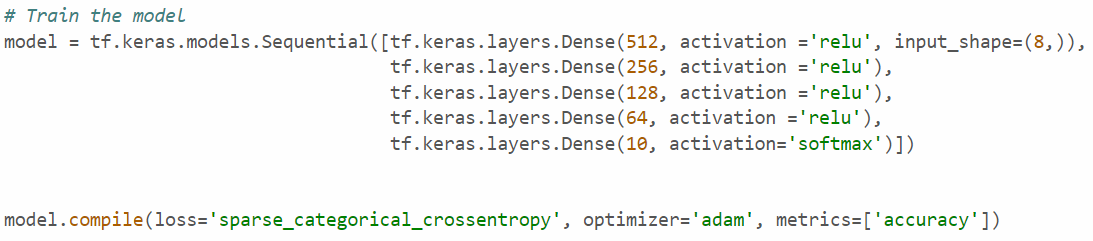 # Train the model
model = tf.keras.models.Sequential([tf.keras.layers.Dense(512, activation ='relu', input_shape=(8,)),
tf.keras.layers.Dense(256, activation ='relu'),
tf.keras.layers.Dense(128, activation ='relu'),
tf.keras.layers.Dense(64, activation ='relu'),
tf.keras.layers.Dense(10, activation='softmax')])
model.compile(loss='sparse_categorical_crossentropy', optimizer='adam', metrics=['accuracy'])